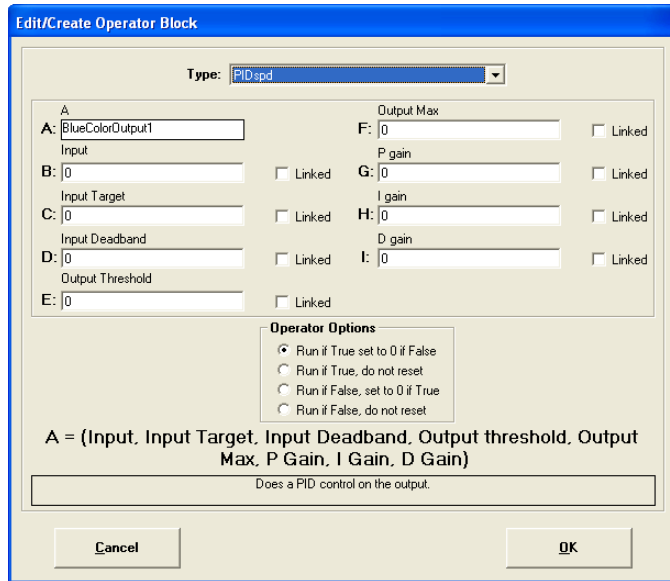 Edit/Create Operator Block
Type: PIDspd
A
A: BlueColorOutput1
Input
B: 0 Linked
Input Target
C: 0 Linked
Input Deadband
D: 0 Linked
Output Threshold
E: 0 Linked
Output Max
F: 0 Linked
P gain
G: 0 Linked
I gain
H: 0 Linked
D gain
I: 0 Linked
Operator Options
Run if True set to 0 if False
Run if True, do not reset
Run if False, set to 0 if True
Run if False, do not reset
A = (Input, Input Target, Input Deadband, Output threshold, Output
Max, P Gain, I Gain, D Gain)
Does a PID control on the output.
Cancel
OK